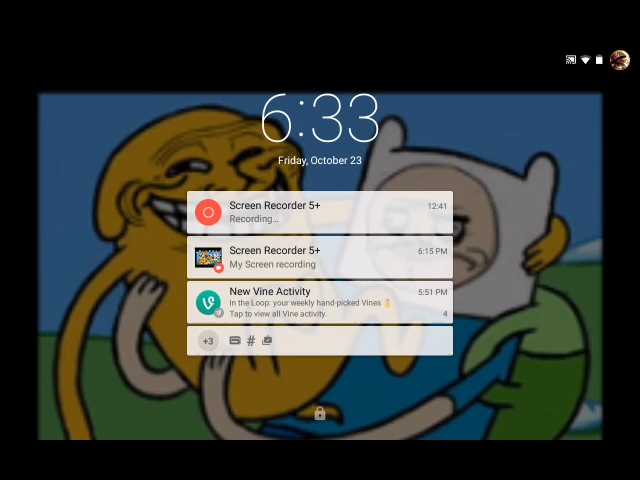 6:33
Friday, October 23
Screen Recorder 5+ 12:41
Recording...
Screen Recorder 5+ 6:15 PM
My Screen recording
New Vine Activity 5:51 PM
In the Loop: your weekly hand-picked Vines 🏅
Tap to view all Vine activity. 4
+3 #